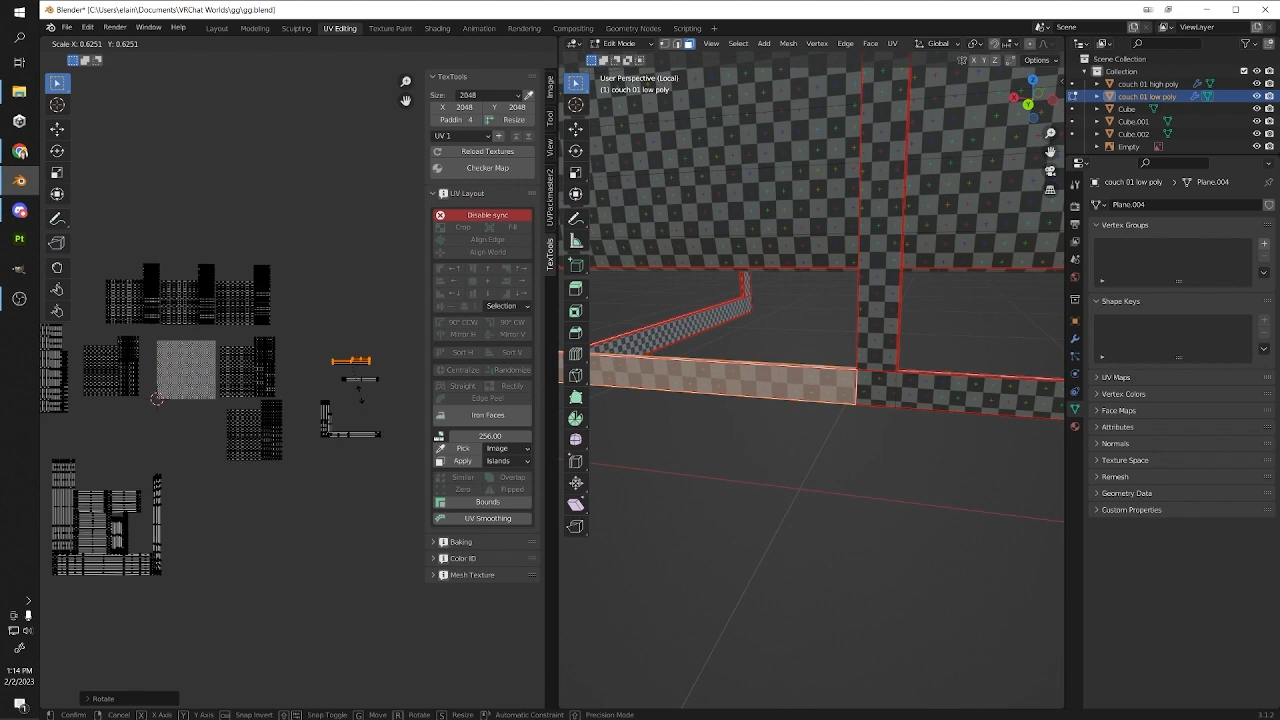 Blender* [C:\Users\elain\Documents\VRChat Worlds\gg\gg.blend]
File Edit Render Window Help Layout Modeling Sculpting UV Editing Texture Paint Shading Animation Rendering Compositing Geometry Nodes Scripting Scene ViewLayer
Scale X: 0.6251 Y: 0.6251
Edit Mode View Select Add Mesh Vertex Edge Face UV Global
X Y Z Options
User Perspective (Local)
(1) couch 01 low poly
TexTools
Size: 2048
X 2048 Y 2048
Paddin 4 Resize
UV 1
Reload Textures
Checker Map
UV Layout
Disable sync
Crop Fill
Align Edge
Align World
Selection
90° CCW 90° CW
Mirror H Mirror V
Sort H Sort V
Centralize Randomize
Straight Rectify
Edge Peel
Iron Faces
256.00
Pick Image
Apply Islands
Similar Overlap
Zero Flipped
Bounds
UV Smoothing
Baking
Color ID
Mesh Texture
Image
Tool
View
UVPackmaster2
TexTools
Scene Collection
Collection
couch 01 high poly
couch 01 low poly
Cube
Cube.001
Cube.002
Empty
couch 01 low poly Plane.004
Plane.004
Vertex Groups
Shape Keys
UV Maps
Vertex Colors
Face Maps
Attributes
Normals
Texture Space
Remesh
Geometry Data
Custom Properties
Pt
1:14 PM
2/2/2023
Rotate
Confirm Cancel X X Axis Y Y Axis Snap Invert Snap Toggle G Move R Rotate S Resize Automatic Constraint Precision Mode
3.1.2